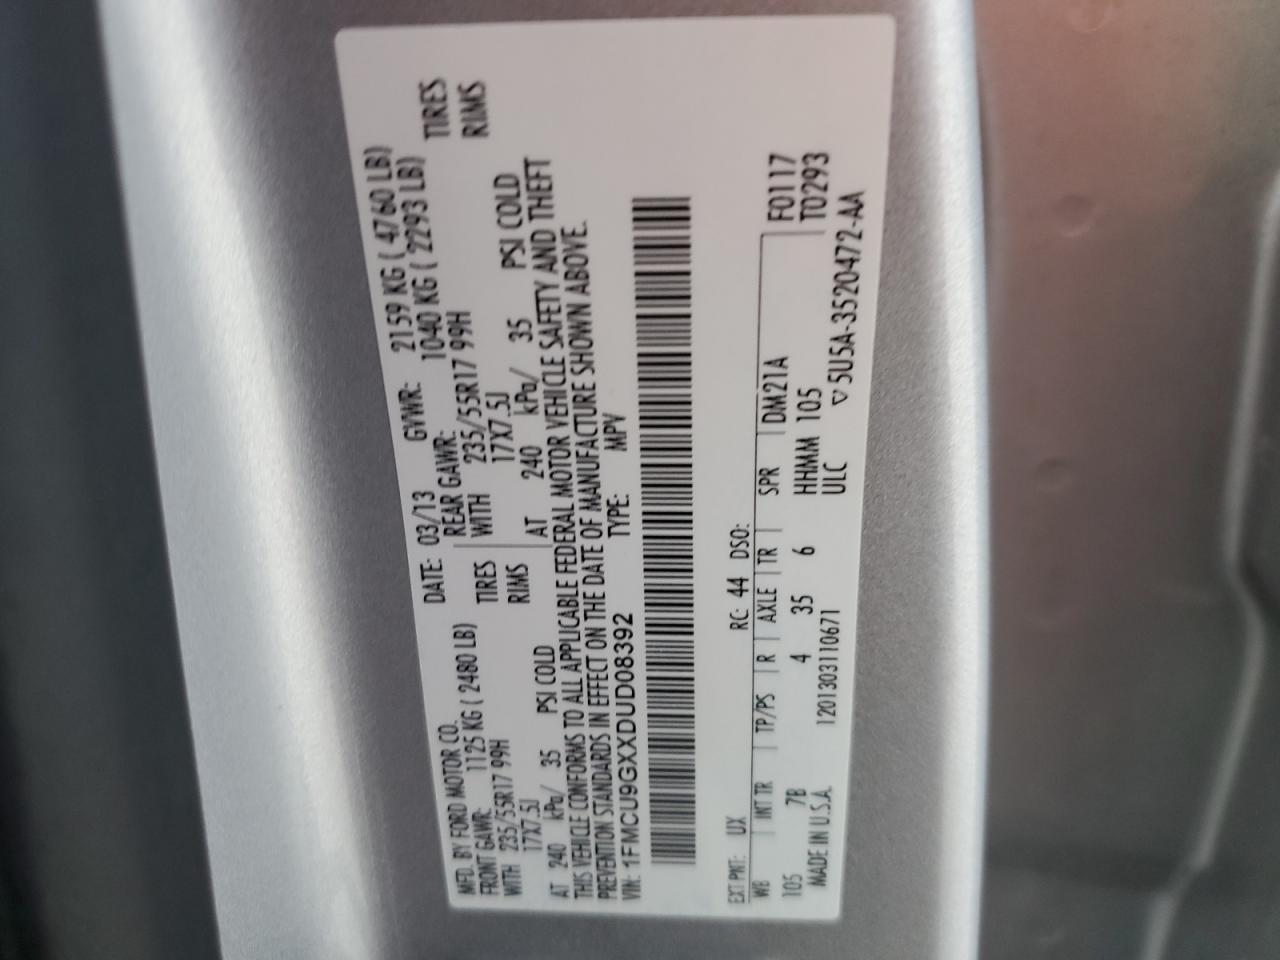 MFD. BY FORD MOTOR CO. DATE: 03/13 GVWR: 2159 KG ( 4760 LB)
FRONT GAWR: 1125 KG ( 2480 LB) REAR GAWR: 1040 KG ( 2293 LB)
WITH 235/55R17 99H TIRES WITH 235/55R17 99H TIRES
17X7.5J RIMS 17X7.5J RIMS
AT 240 kPa/ 35 PSI COLD AT 240 kPa/ 35 PSI COLD
THIS VEHICLE CONFORMS TO ALL APPLICABLE FEDERAL MOTOR VEHICLE SAFETY AND THEFT
PREVENTION STANDARDS IN EFFECT ON THE DATE OF MANUFACTURE SHOWN ABOVE.
VIN: 1FMCU9GXXDUD08392 TYPE: MPV
EXT PNT: UX RC: 44 DSO:
WB INT TR TP/PS R AXLE TR SPR DM21A F0117
105 7B 4 35 6 HHMM 105 T0293
MADE IN U.S.A. 1201303110671 ULC ▽5U5A-3520472-AA